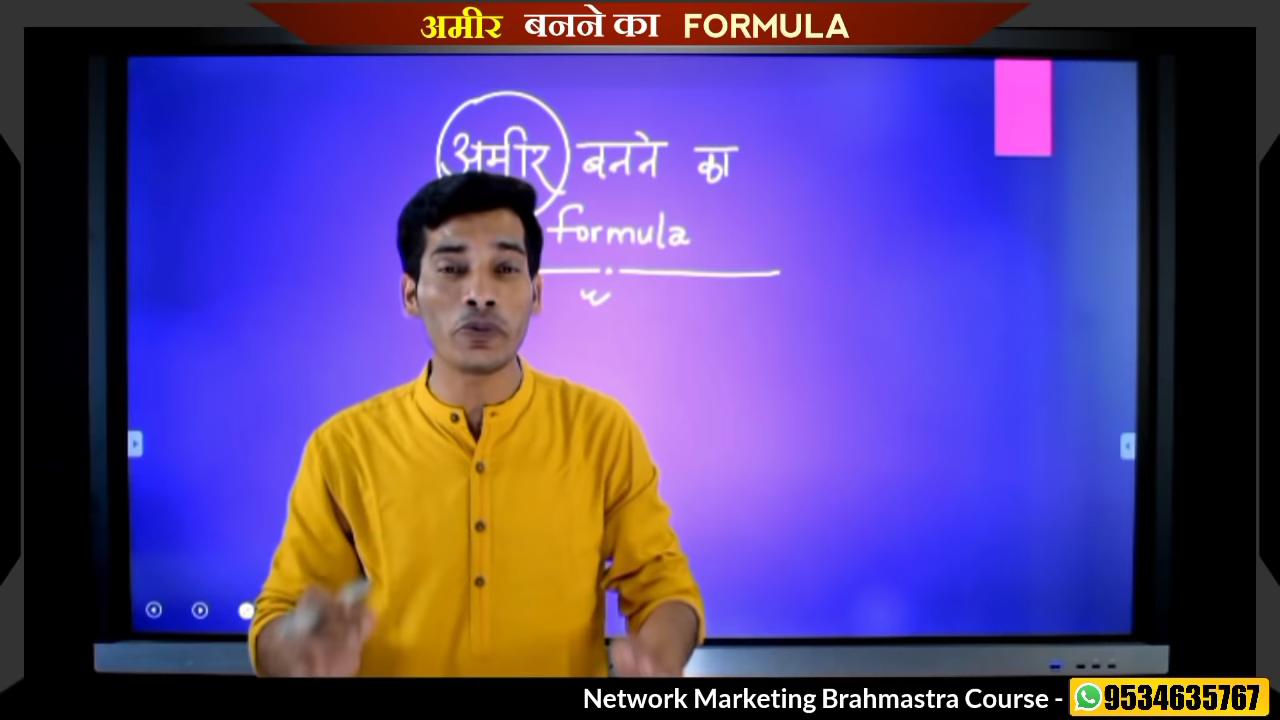 अमीर बनने का FORMULA
अमीर बनने का
formula
Network Marketing Brahmastra Course - 9534635767